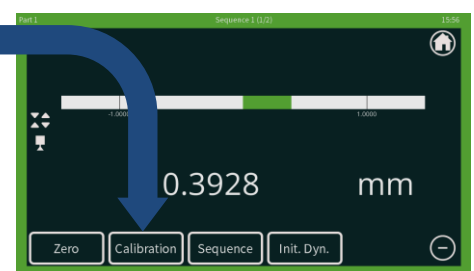 Part 1 Sequence 1 (1/2) 15:56
-1.0000 1.0000
0.3928 mm
Zero Calibration Sequence Init. Dyn.